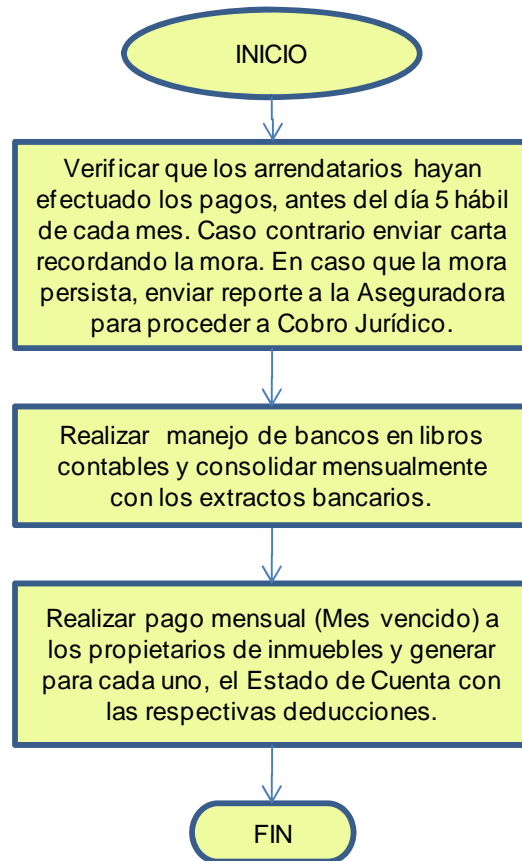 INICIO
Verificar que los arrendatarios hayan
efectuado los pagos, antes del día 5 hábil
de cada mes. Caso contrario enviar carta
recordando la mora. En caso que la mora
persista, enviar reporte a la Aseguradora
para proceder a Cobro Jurídico.
Realizar manejo de bancos en libros
contables y consolidar mensualmente
con los extractos bancarios.
Realizar pago mensual (Mes vencido) a
los propietarios de inmuebles y generar
para cada uno, el Estado de Cuenta con
las respectivas deducciones.
FIN